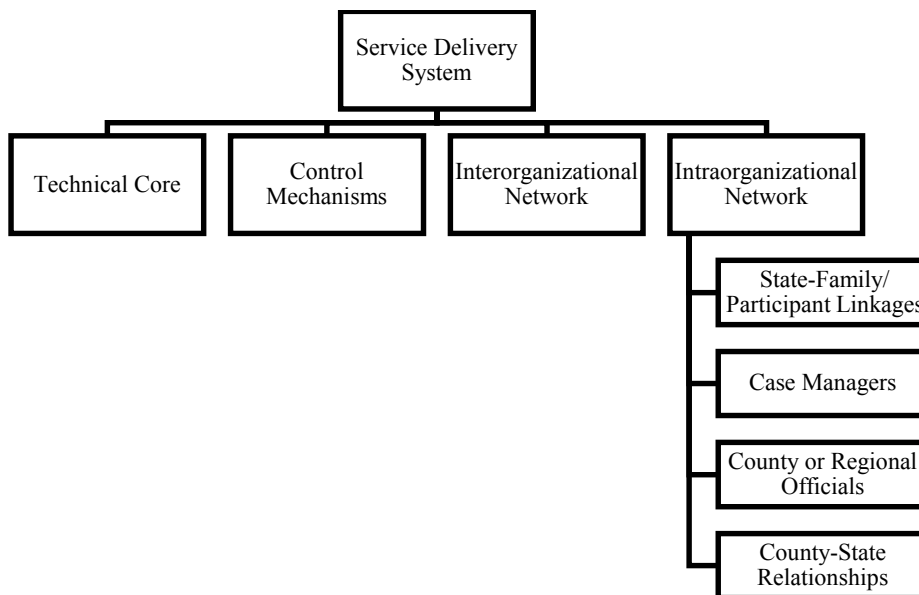 Service Delivery
System
Technical Core
Control
Mechanisms
Interorganizational
Network
Intraorganizational
Network
State-Family/
Participant Linkages
Case Managers
County or Regional
Officials
County-State
Relationships